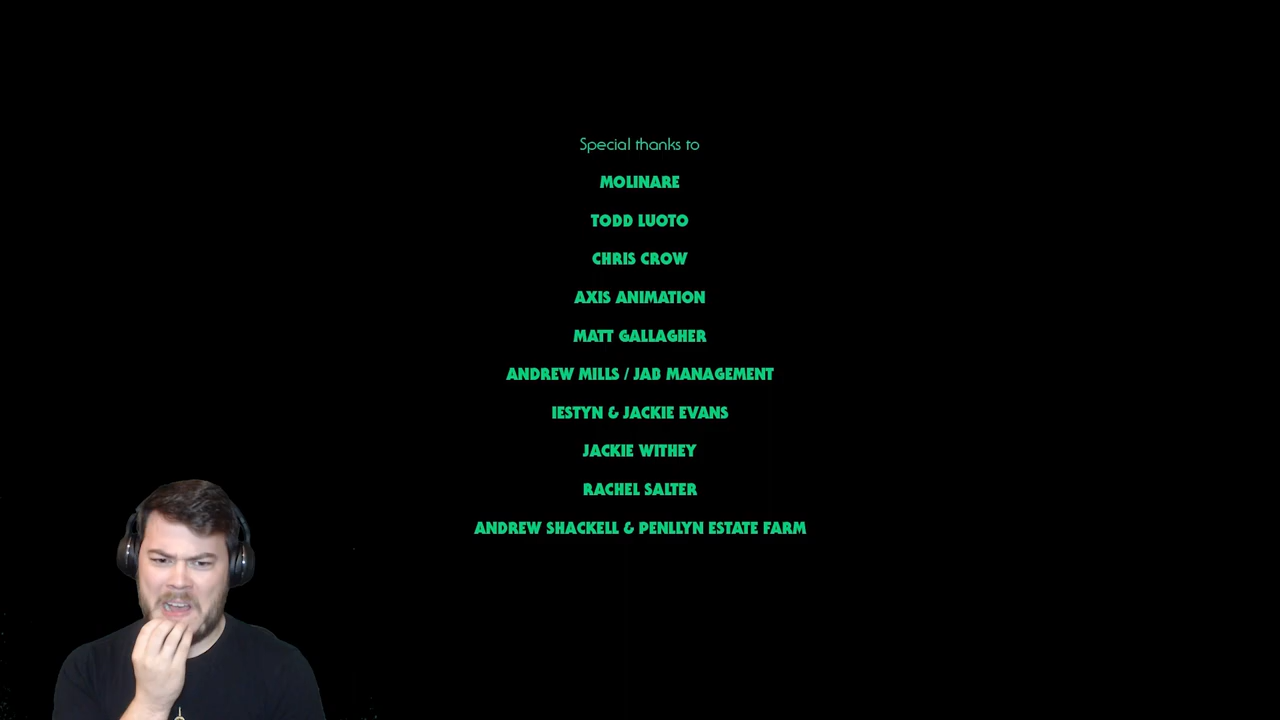 Special thanks to
MOLINARE
TODD LUOTO
CHRIS CROW
AXIS ANIMATION
MATT GALLAGHER
ANDREW MILLS / JAB MANAGEMENT
IESTYN & JACKIE EVANS
JACKIE WITHEY
RACHEL SALTER
ANDREW SHACKELL & PENLLYN ESTATE FARM